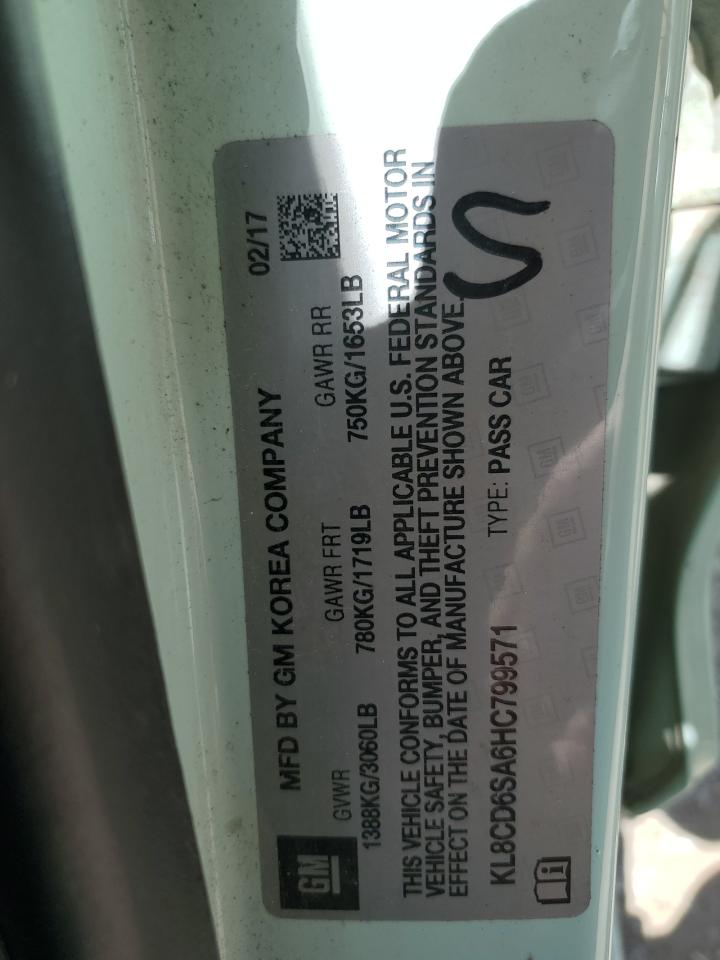 GM
MFD BY GM KOREA COMPANY
02/17
GVWR
GAWR FRT
GAWR RR
1388KG/3060LB
780KG/1719LB
750KG/1653LB
THIS VEHICLE CONFORMS TO ALL APPLICABLE U.S. FEDERAL MOTOR
VEHICLE SAFETY, BUMPER, AND THEFT PREVENTION STANDARDS IN
EFFECT ON THE DATE OF MANUFACTURE SHOWN ABOVE.
KL8CD6SA6HC799571
TYPE: PASS CAR